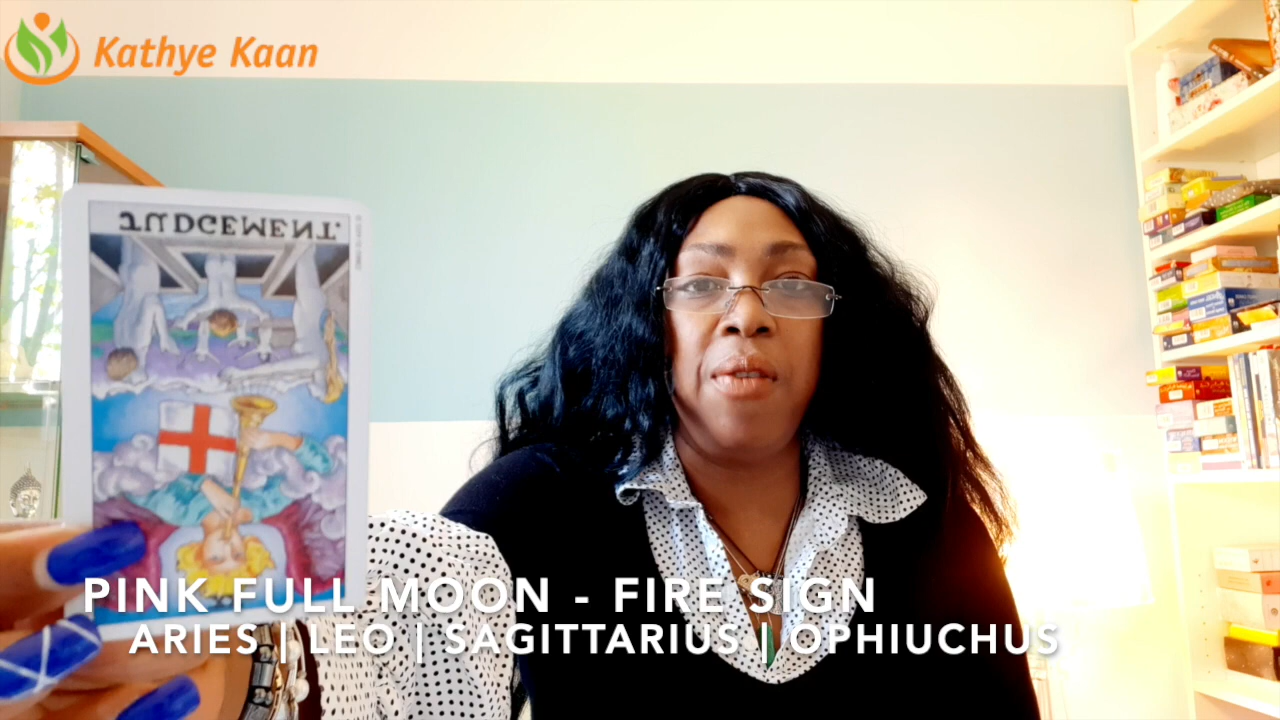 Kathye Kaan
JUDGEMENT.
PINK FULL MOON - FIRE SIGN
ARIES | LEO | SAGITTARIUS | OPHIUCHUS